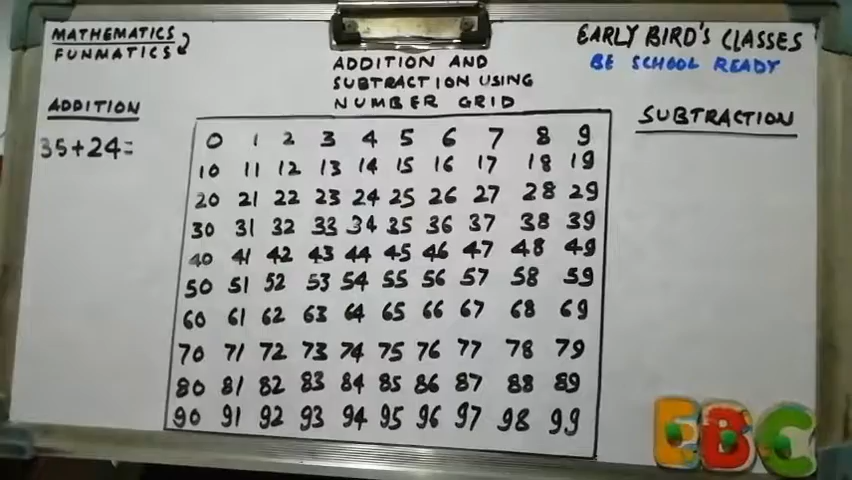 MATHEMATICS
FUNMATICS
ADDITION AND
SUBTRACTION USING
NUMBER GRID
EARLY BIRD'S CLASSES
BE SCHOOL READY
ADDITION
35+24=
SUBTRACTION
0 1 2 3 4 5 6 7 8 9
10 11 12 13 14 15 16 17 18 19
20 21 22 23 24 25 26 27 28 29
30 31 32 33 34 35 36 37 38 39
40 41 42 43 44 45 46 47 48 49
50 51 52 53 54 55 56 57 58 59
60 61 62 63 64 65 66 67 68 69
70 71 72 73 74 75 76 77 78 79
80 81 82 83 84 85 86 87 88 89
90 91 92 93 94 95 96 97 98 99
EBC